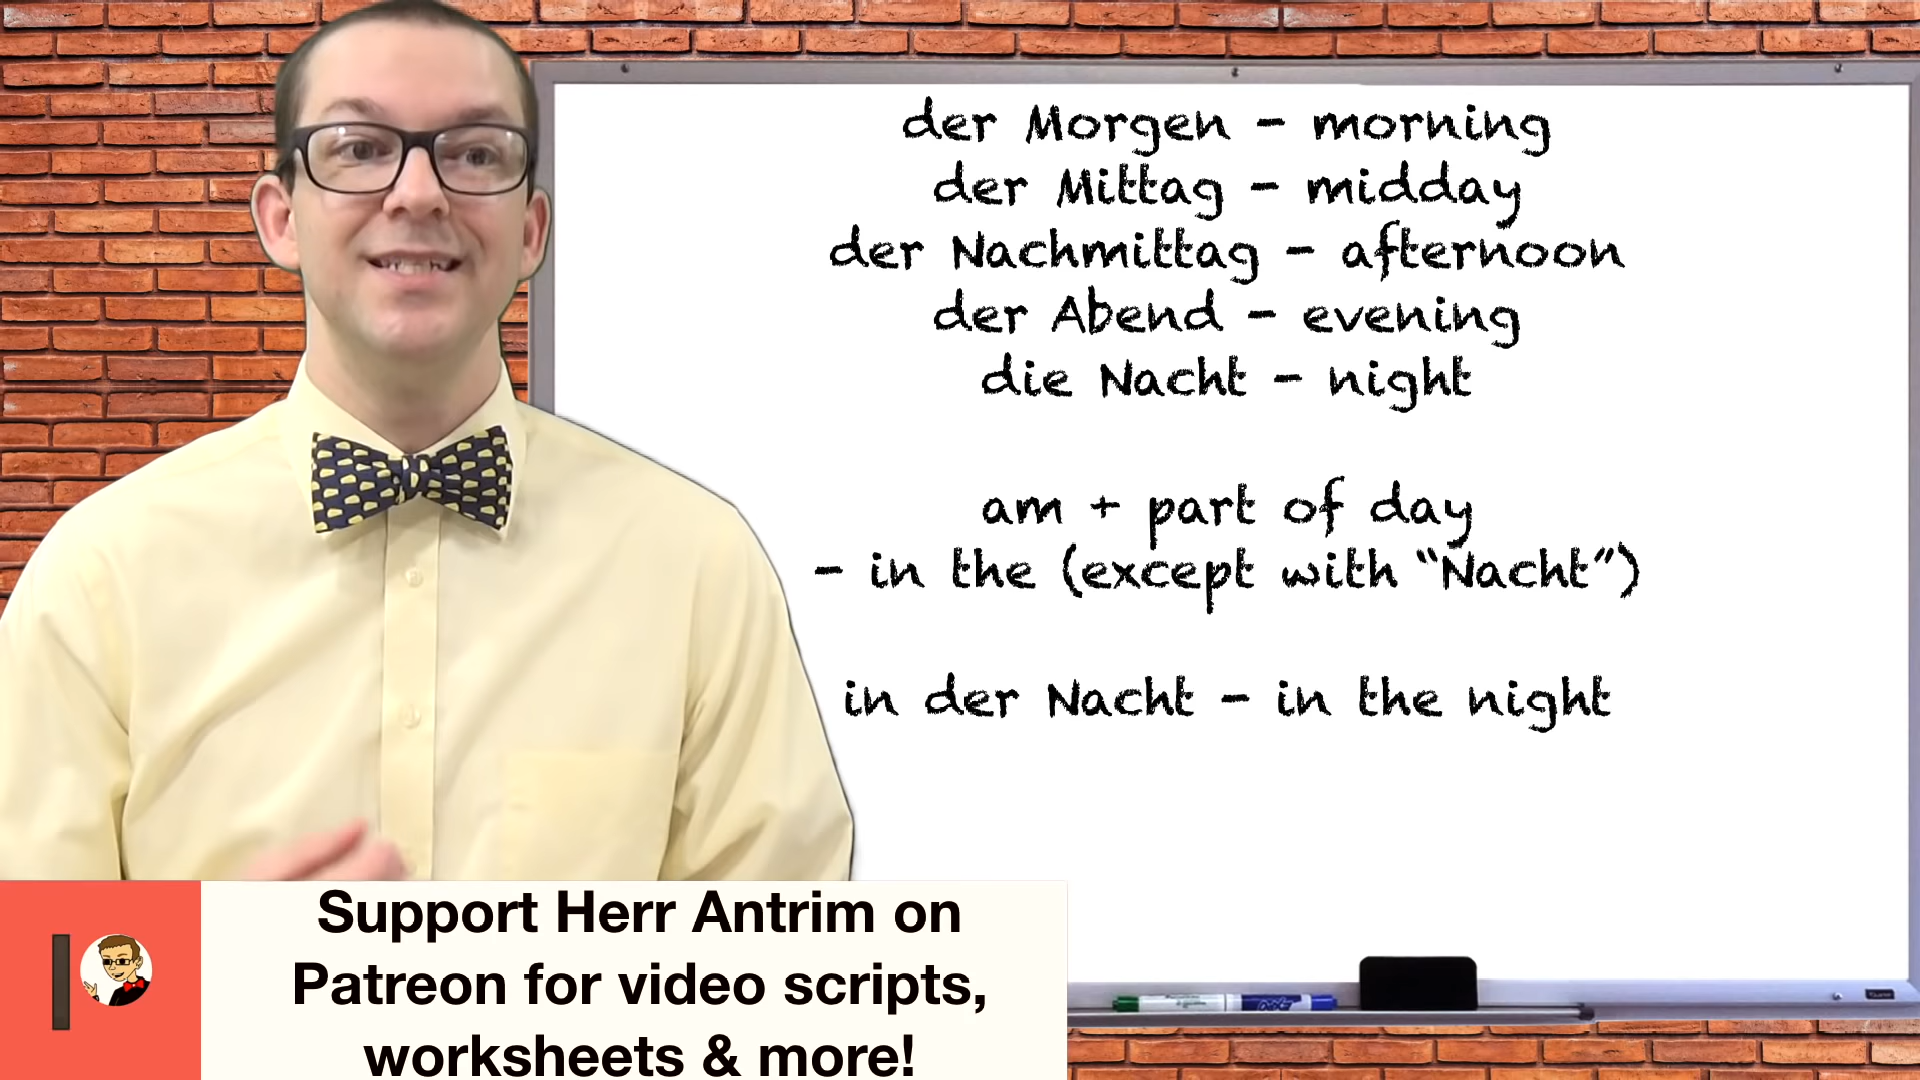 der Morgen - morning
der Mittag - midday
der Nachmittag - afternoon
der Abend - evening
die Nacht - night
am + part of day
- in the (except with “Nacht”)
in der Nacht - in the night
Support Herr Antrim on
Patreon for video scripts,
worksheets & more!